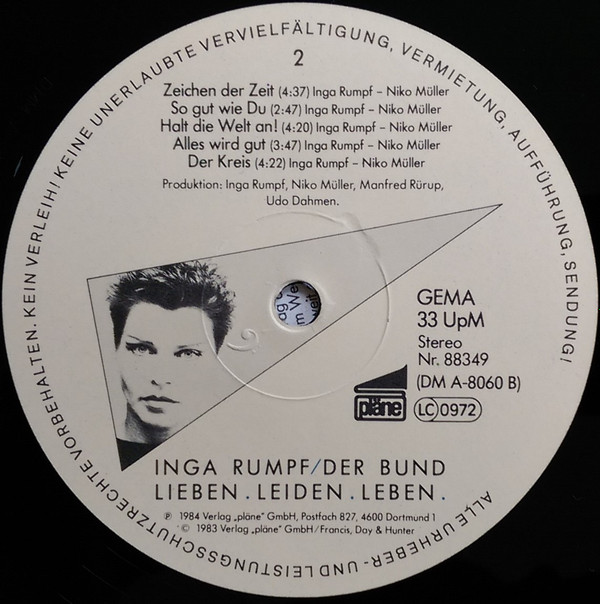 ALLE URHEBER- UND LEISTUNGSSCHUTZRECHTE VORBEHALTEN. KEIN VERLEIH! KEINE UNERLAUBTE VERVIELFÄLTIGUNG, VERMIETUNG, AUFFÜHRUNG, SENDUNG!
2
Zeichen der Zeit (4:37) Inga Rumpf – Niko Müller
So gut wie Du (2:47) Inga Rumpf – Niko Müller
Halt die Welt an! (4:20) Inga Rumpf – Niko Müller
Alles wird gut (3:47) Inga Rumpf – Niko Müller
Der Kreis (4:22) Inga Rumpf – Niko Müller
Produktion: Inga Rumpf, Niko Müller, Manfred Rürup,
Udo Dahmen.
GEMA
33 UpM
Stereo
Nr. 88349
(DM A-8060 B)
pläne
LC 0972
INGA RUMPF/DER BUND
LIEBEN . LEIDEN . LEBEN .
℗ 1984 Verlag „pläne" GmbH, Postfach 827, 4600 Dortmund 1
© 1983 Verlag „pläne" GmbH/Francis, Day & Hunter